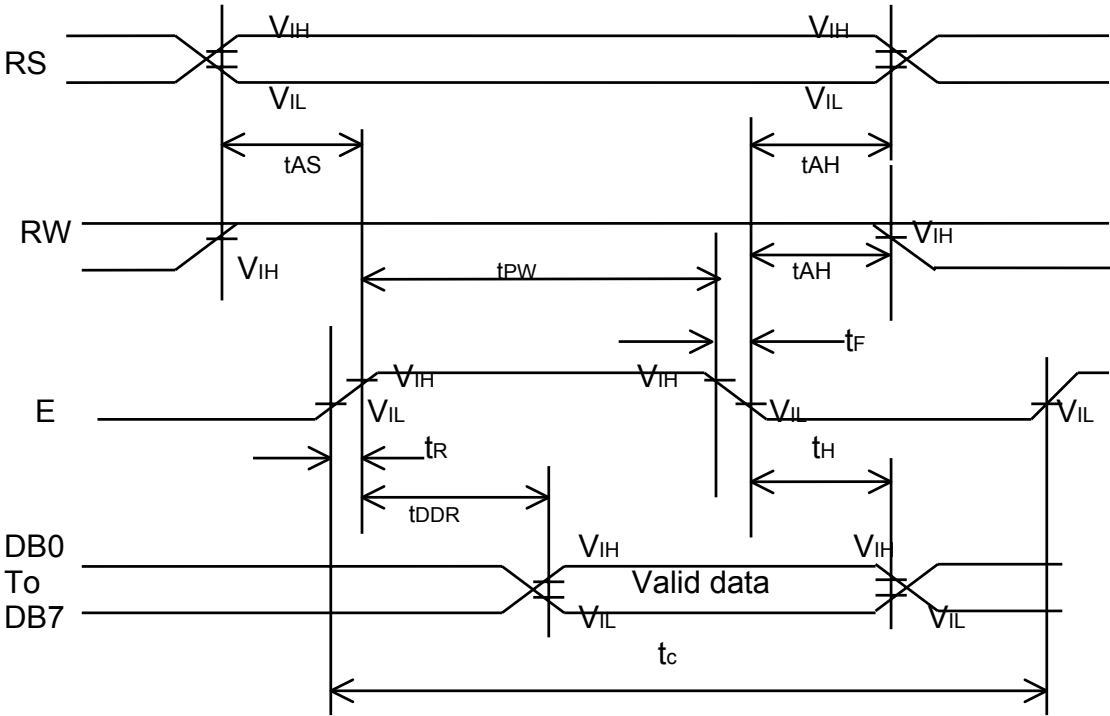 VIH VIH
RS
VIL VIL
tAS tAH
RW VIH
VIH tPW tAH
tF
VIH VIH
E VIL VIL VIL
tR tH
tDDR
DB0 VIH VIH
To Valid data
DB7 VIL VIL
tc